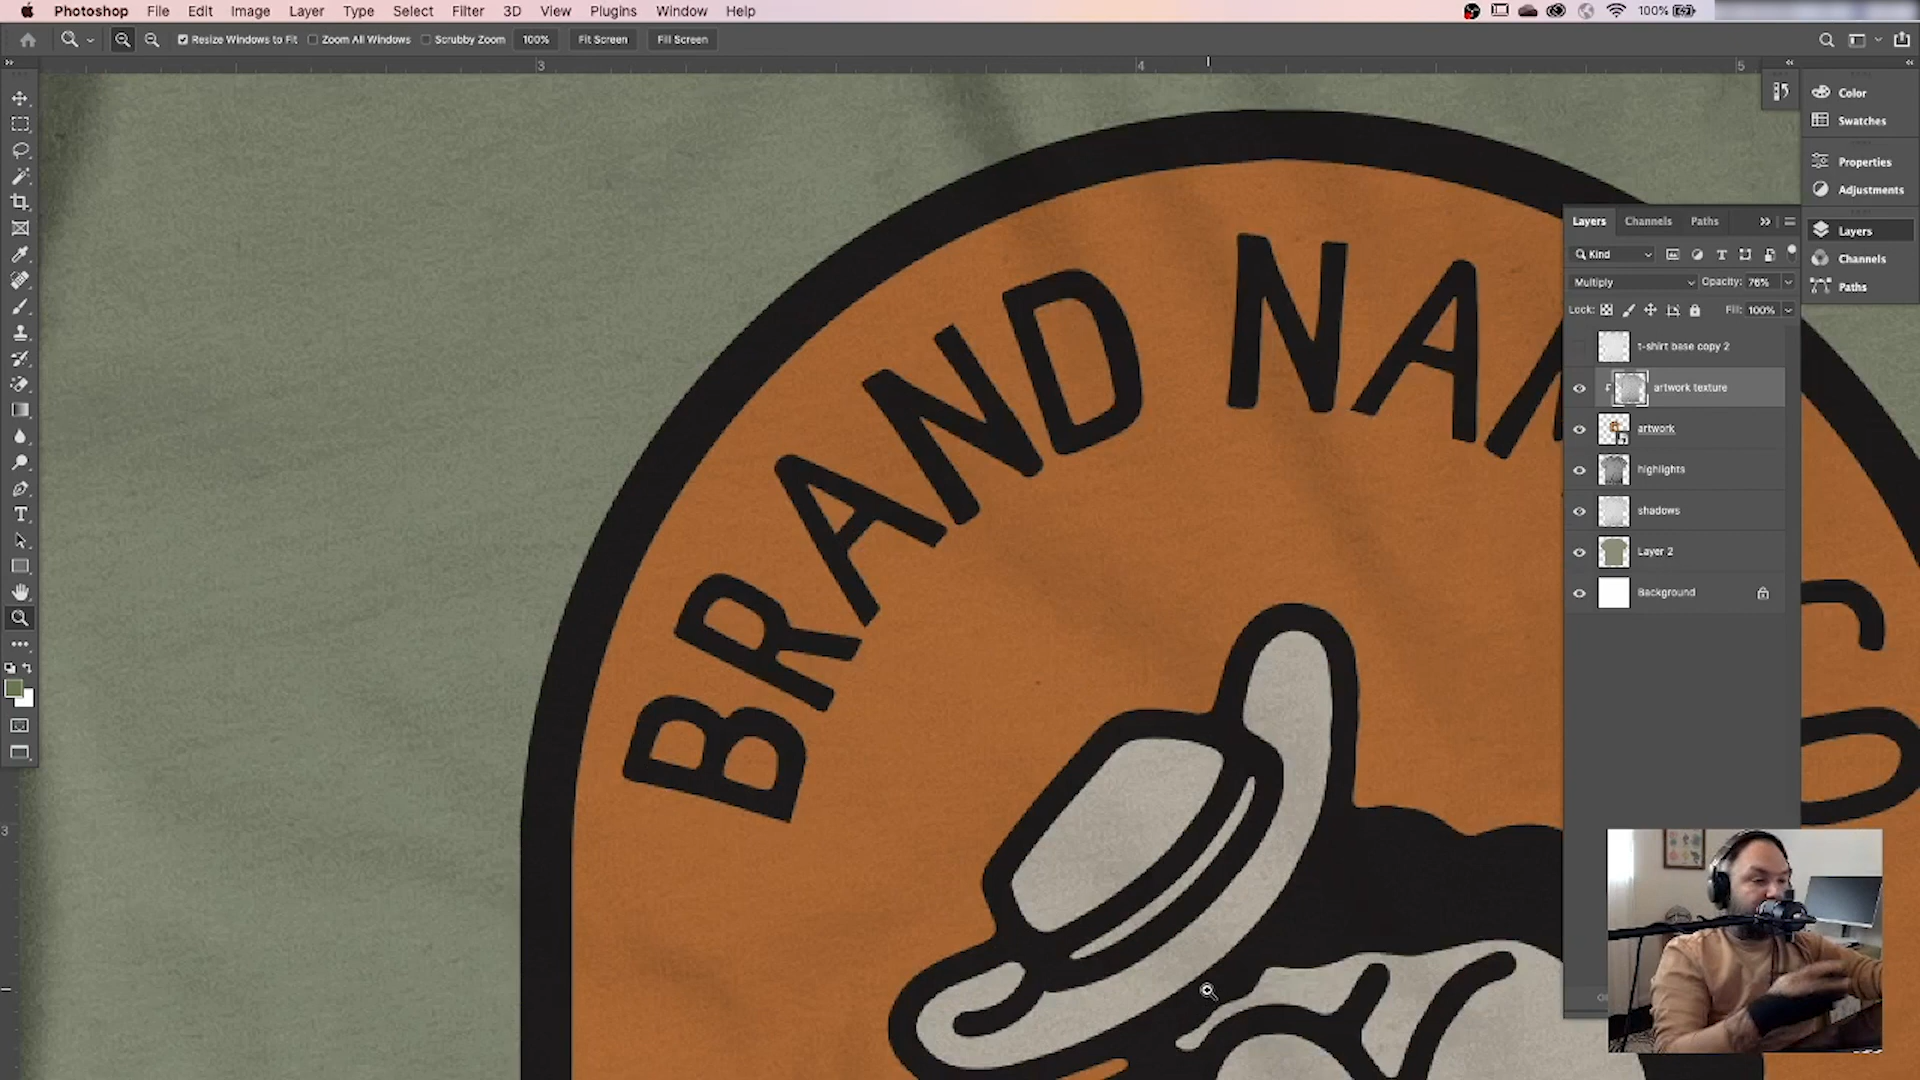 Photoshop File Edit Image Layer Type Select Filter 3D View Plugins Window Help 100%
Resize Windows to Fit Zoom All Windows Scrubby Zoom 100% Fit Screen Fill Screen
3 4 5
Color
Swatches
Properties
Adjustments
Layers
Channels
Paths
Layers Channels Paths
Kind
Multiply Opacity: 76%
Lock: Fill: 100%
t-shirt base copy 2
artwork texture
artwork
highlights
shadows
Layer 2
Background
3
BRAND NAM